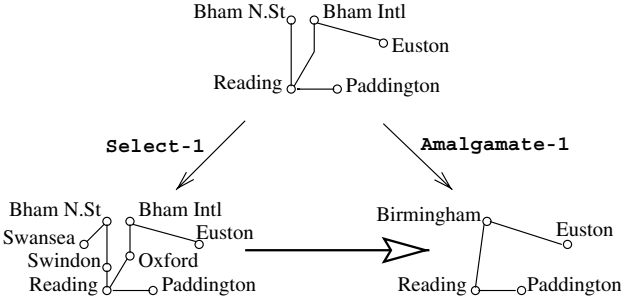 Bham N.St
Bham Intl
Euston
Reading
Paddington
Select-1
Amalgamate-1
Bham N.St
Bham Intl
Swansea
Euston
Swindon
Oxford
Reading
Paddington
Birmingham
Euston
Reading
Paddington